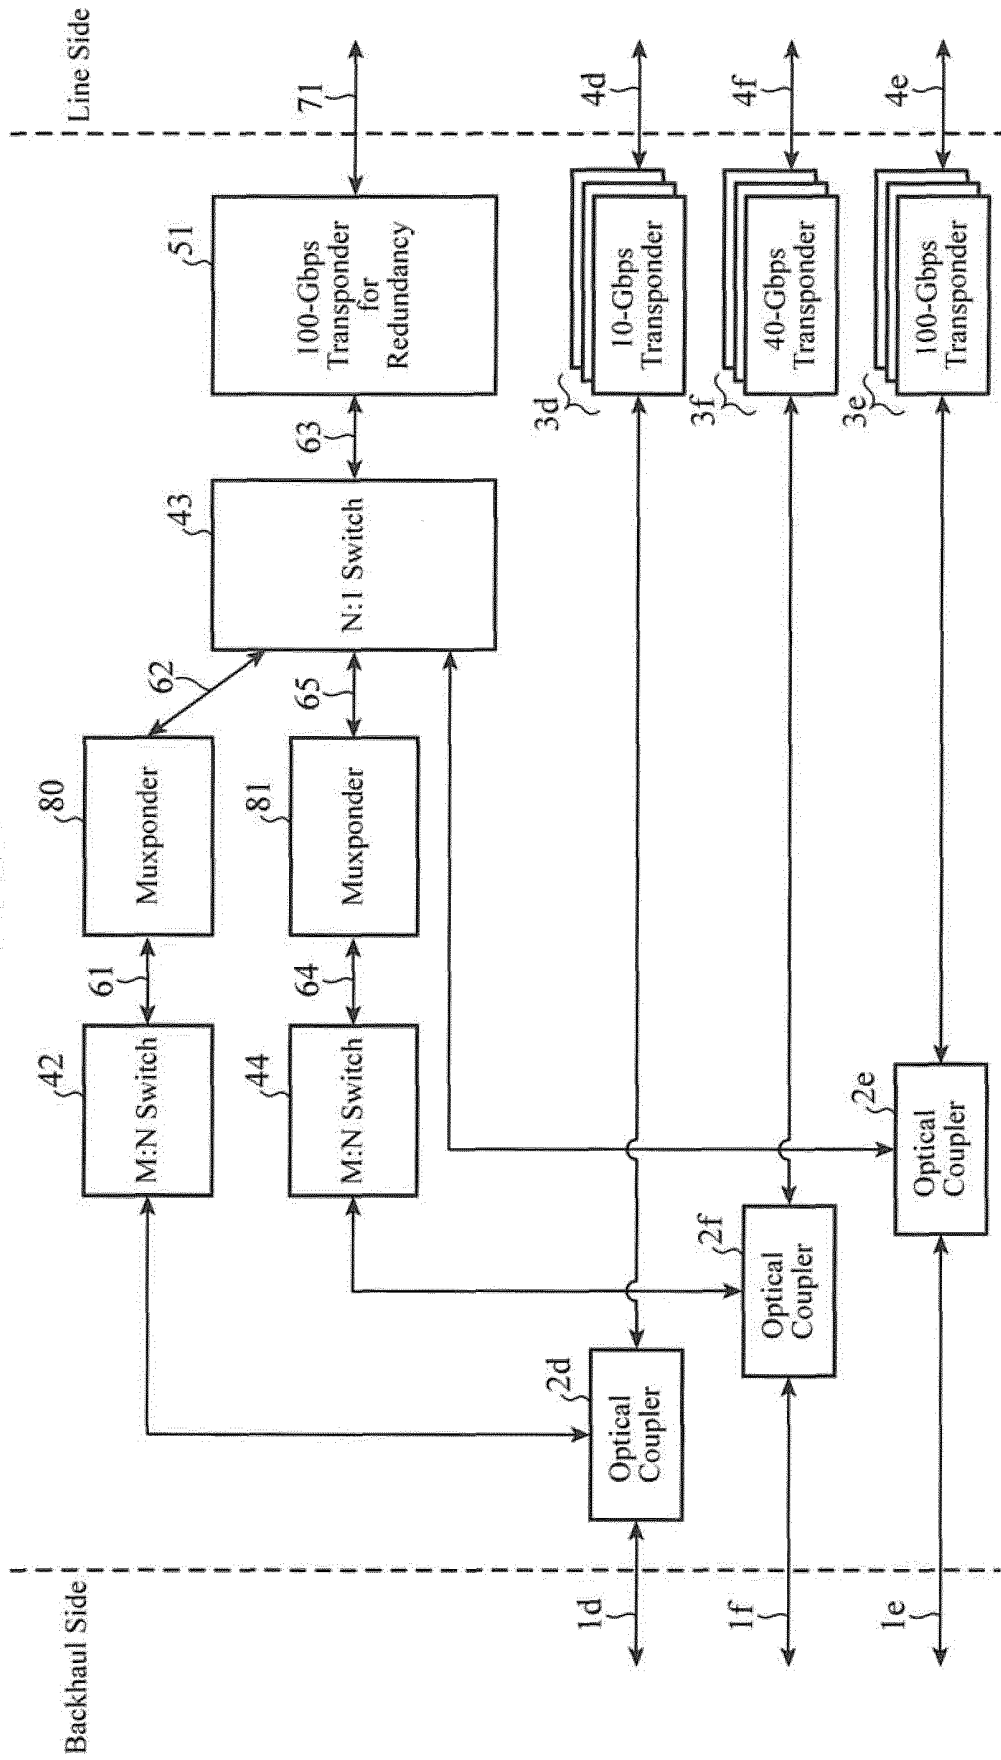 Backhaul Side
Line Side
42
M:N Switch
61
80
Muxponder
62
44
M:N Switch
64
81
Muxponder
65
43
N:1 Switch
63
51
100-Gbps
Transponder
for
Redundancy
71
1d
2d
Optical
Coupler
3d
10-Gbps
Transponder
4d
1f
2f
Optical
Coupler
3f
40-Gbps
Transponder
4f
1e
2e
Optical
Coupler
3e
100-Gbps
Transponder
4e